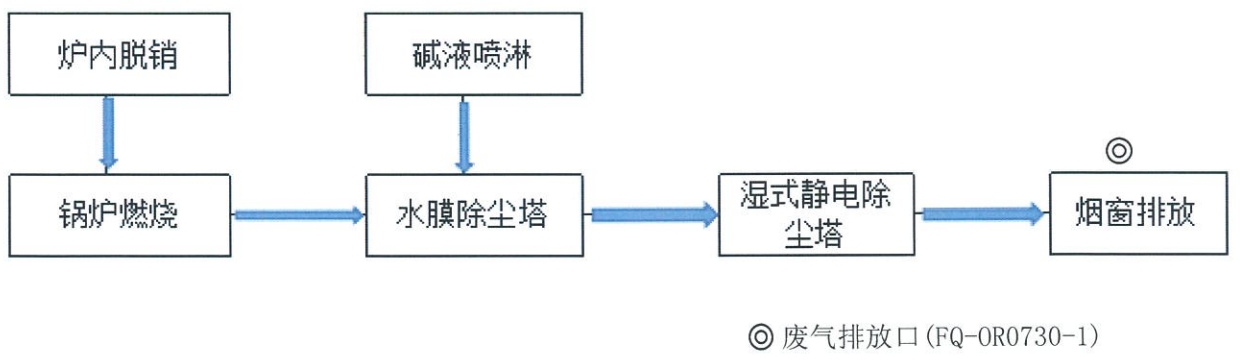 炉内脱销
碱液喷淋
锅炉燃烧
水膜除尘塔
湿式静电除
尘塔
◎
烟窗排放
◎ 废气排放口(FQ-OR0730-1)